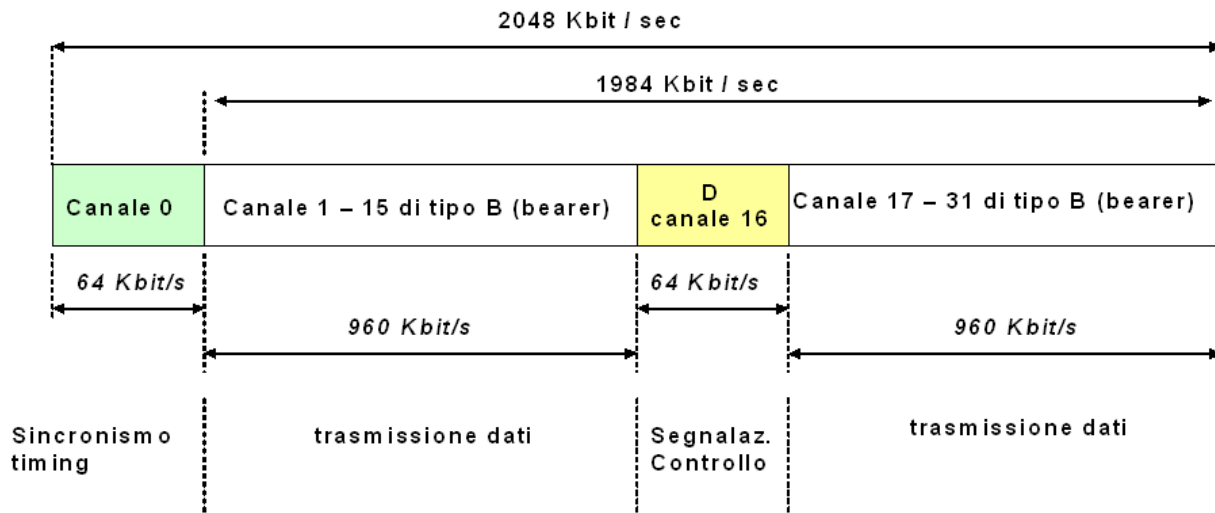 2048 Kbit / sec
1984 Kbit / sec
Canale 0
Canale 1 – 15 di tipo B (bearer)
D
canale 16
Canale 17 – 31 di tipo B (bearer)
64 Kbit/s
64 Kbit/s
960 Kbit/s
960 Kbit/s
Sincronismo
timing
trasmissione dati
Segnalaz.
Controllo
trasmissione dati